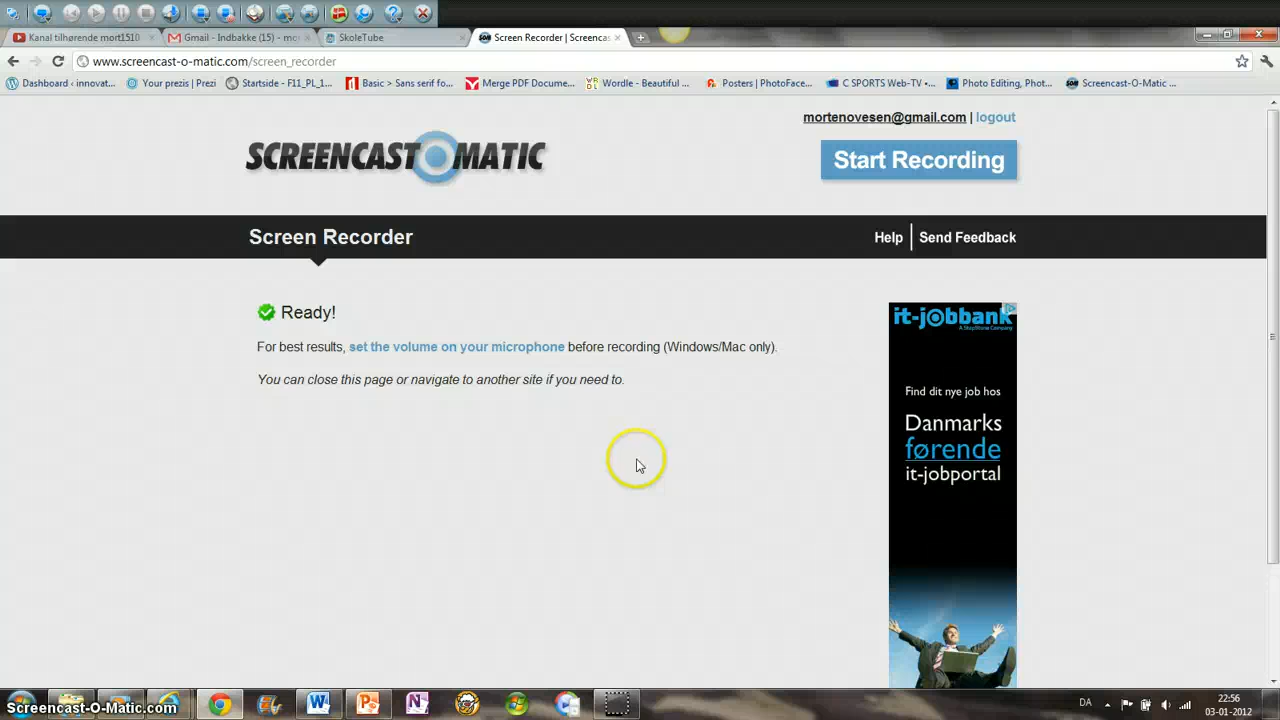 Kanal tilhørende mort1510
Gmail - Indbakke (15) - mo
SkoleTube
Screen Recorder | Screencas
www.screencast-o-matic.com/screen_recorder
Dashboard ‹ innovat...
Your prezis | Prezi
Startside - F11_PL_1...
Basic > Sans serif fo...
Merge PDF Docume...
Wordle - Beautiful ...
Posters | PhotoFace...
C SPORTS Web-TV •...
Photo Editing, Phot...
Screencast-O-Matic ...
mortenovesen@gmail.com | logout
SCREENCAST O MATIC
Start Recording
Screen Recorder
Help
Send Feedback
Ready!
For best results, set the volume on your microphone before recording (Windows/Mac only).
You can close this page or navigate to another site if you need to.
it-jobbank
A StepStone Company
Find dit nye job hos
Danmarks
førende
it-jobportal
Screencast-O-Matic.com
DA
22:56
03-01-2012